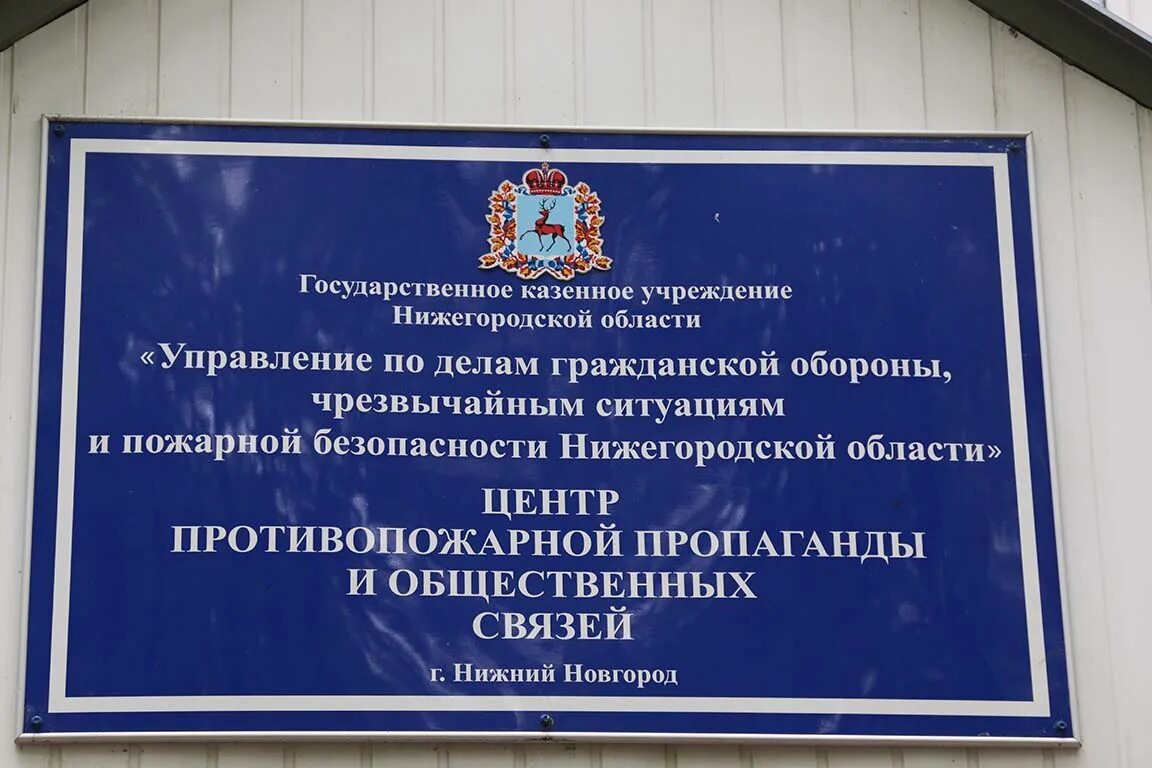 Государственное казенное учреждение
Нижегородской области
«Управление по делам гражданской обороны,
чрезвычайным ситуациям
и пожарной безопасности Нижегородской области»
ЦЕНТР
ПРОТИВОПОЖАРНОЙ ПРОПАГАНДЫ
И ОБЩЕСТВЕННЫХ
СВЯЗЕЙ
г. Нижний Новгород